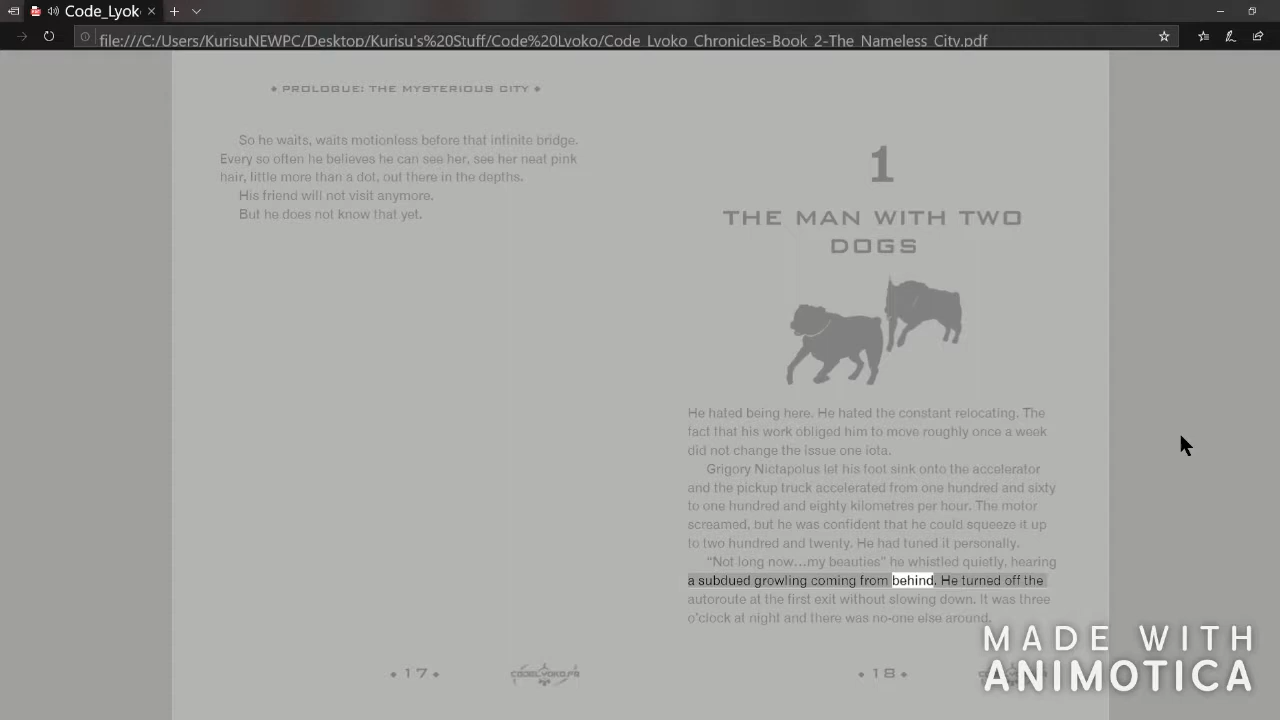 Code_Lyok
file:///C:/Users/KurisuNEWPC/Desktop/Kurisu's%20Stuff/Code%20Lyoko/Code_Lyoko_Chronicles-Book_2-The_Nameless_City.pdf
◆ PROLOGUE: THE MYSTERIOUS CITY ◆
So he waits, waits motionless before that infinite bridge.
Every so often he believes he can see her, see her neat pink
hair, little more than a dot, out there in the depths.
His friend will not visit anymore.
But he does not know that yet.
◆ 17 ◆
CODELYOKO.FR
1
THE MAN WITH TWO
DOGS
He hated being here. He hated the constant relocating. The
fact that his work obliged him to move roughly once a week
did not change the issue one iota.
Grigory Nictapolus let his foot sink onto the accelerator
and the pickup truck accelerated from one hundred and sixty
to one hundred and eighty kilometres per hour. The motor
screamed, but he was confident that he could squeeze it up
to two hundred and twenty. He had tuned it personally.
“Not long now...my beauties” he whistled quietly, hearing
a subdued growling coming from behind. He turned off the
autoroute at the first exit without slowing down. It was three
o'clock at night and there was no-one else around.
◆ 18 ◆
MADE WITH
ANIMOTICA